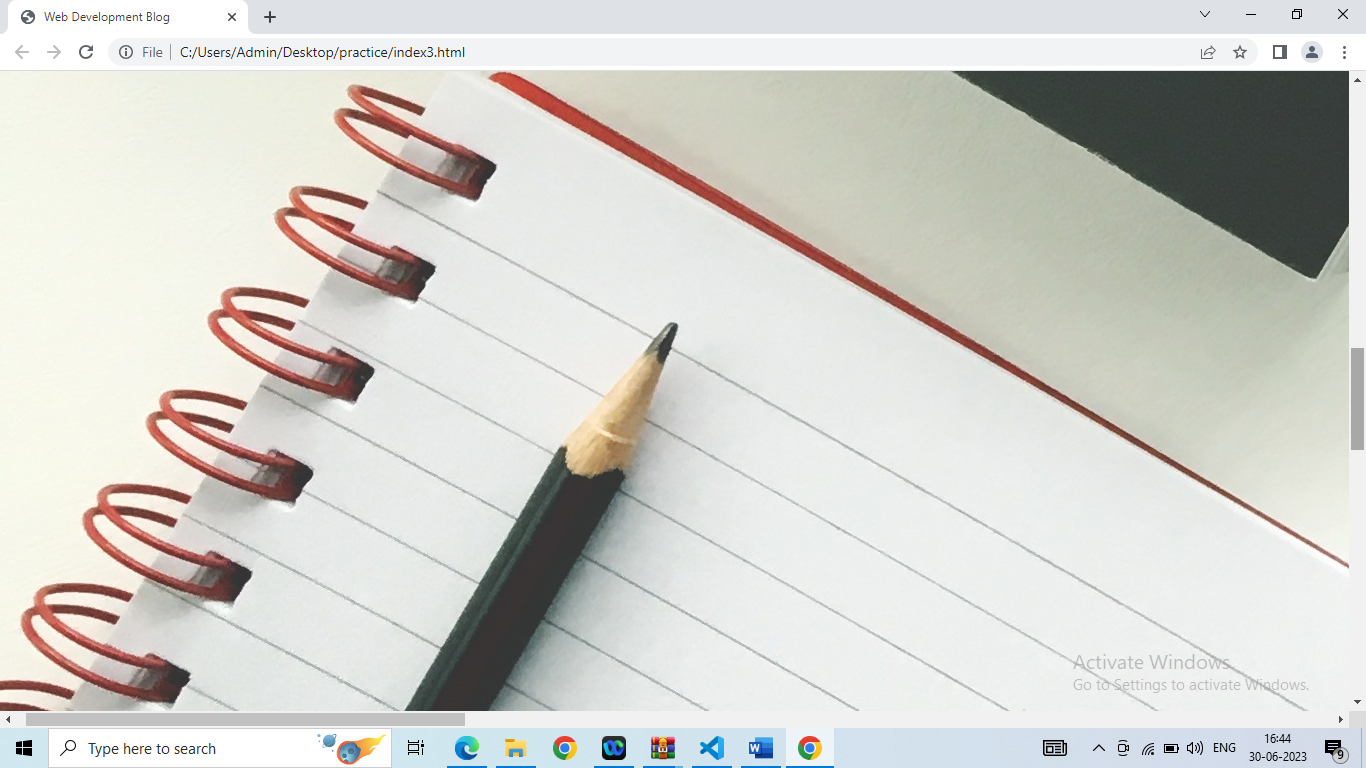 Web Development Blog
File
C:/Users/Admin/Desktop/practice/index3.html
Activate Windows
Go to Settings to activate Windows.
Type here to search
W
ENG
16:44
30-06-2023
9